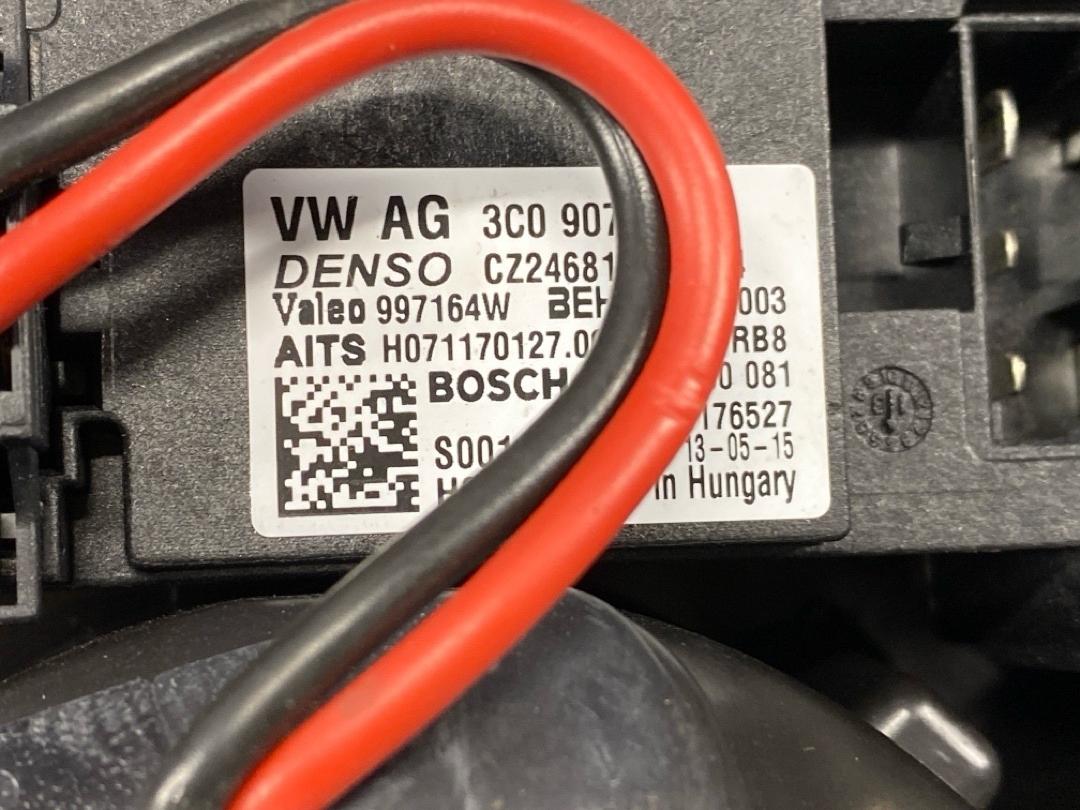 VW AG 3C0 907
DENSO CZ24681
Valeo 997164W BEH 003
AITS H071170127.0 RB8
BOSCH 0 081
176527
S001 13-05-15
in Hungary